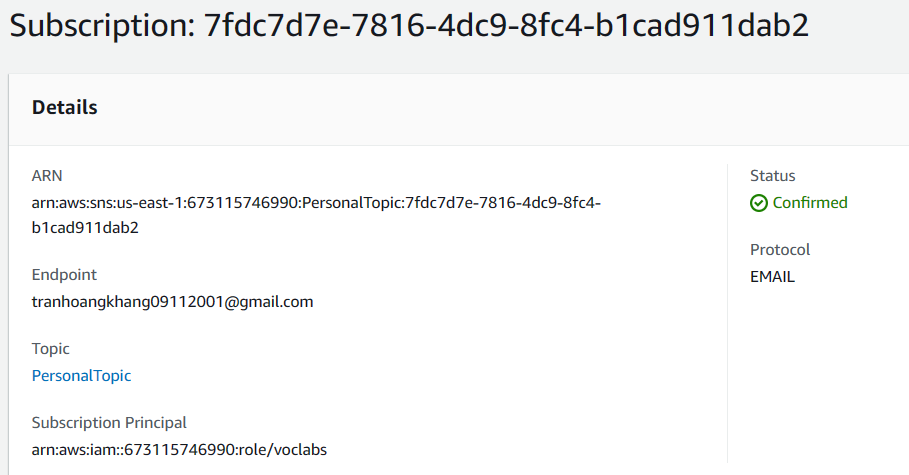 Subscription: 7fdc7d7e-7816-4dc9-8fc4-b1cad911dab2
Details
ARN
arn:aws:sns:us-east-1:673115746990:PersonalTopic:7fdc7d7e-7816-4dc9-8fc4-
b1cad911dab2
Endpoint
tranhoangkhang09112001@gmail.com
Topic
PersonalTopic
Subscription Principal
arn:aws:iam::673115746990:role/voclabs
Status
Confirmed
Protocol
EMAIL